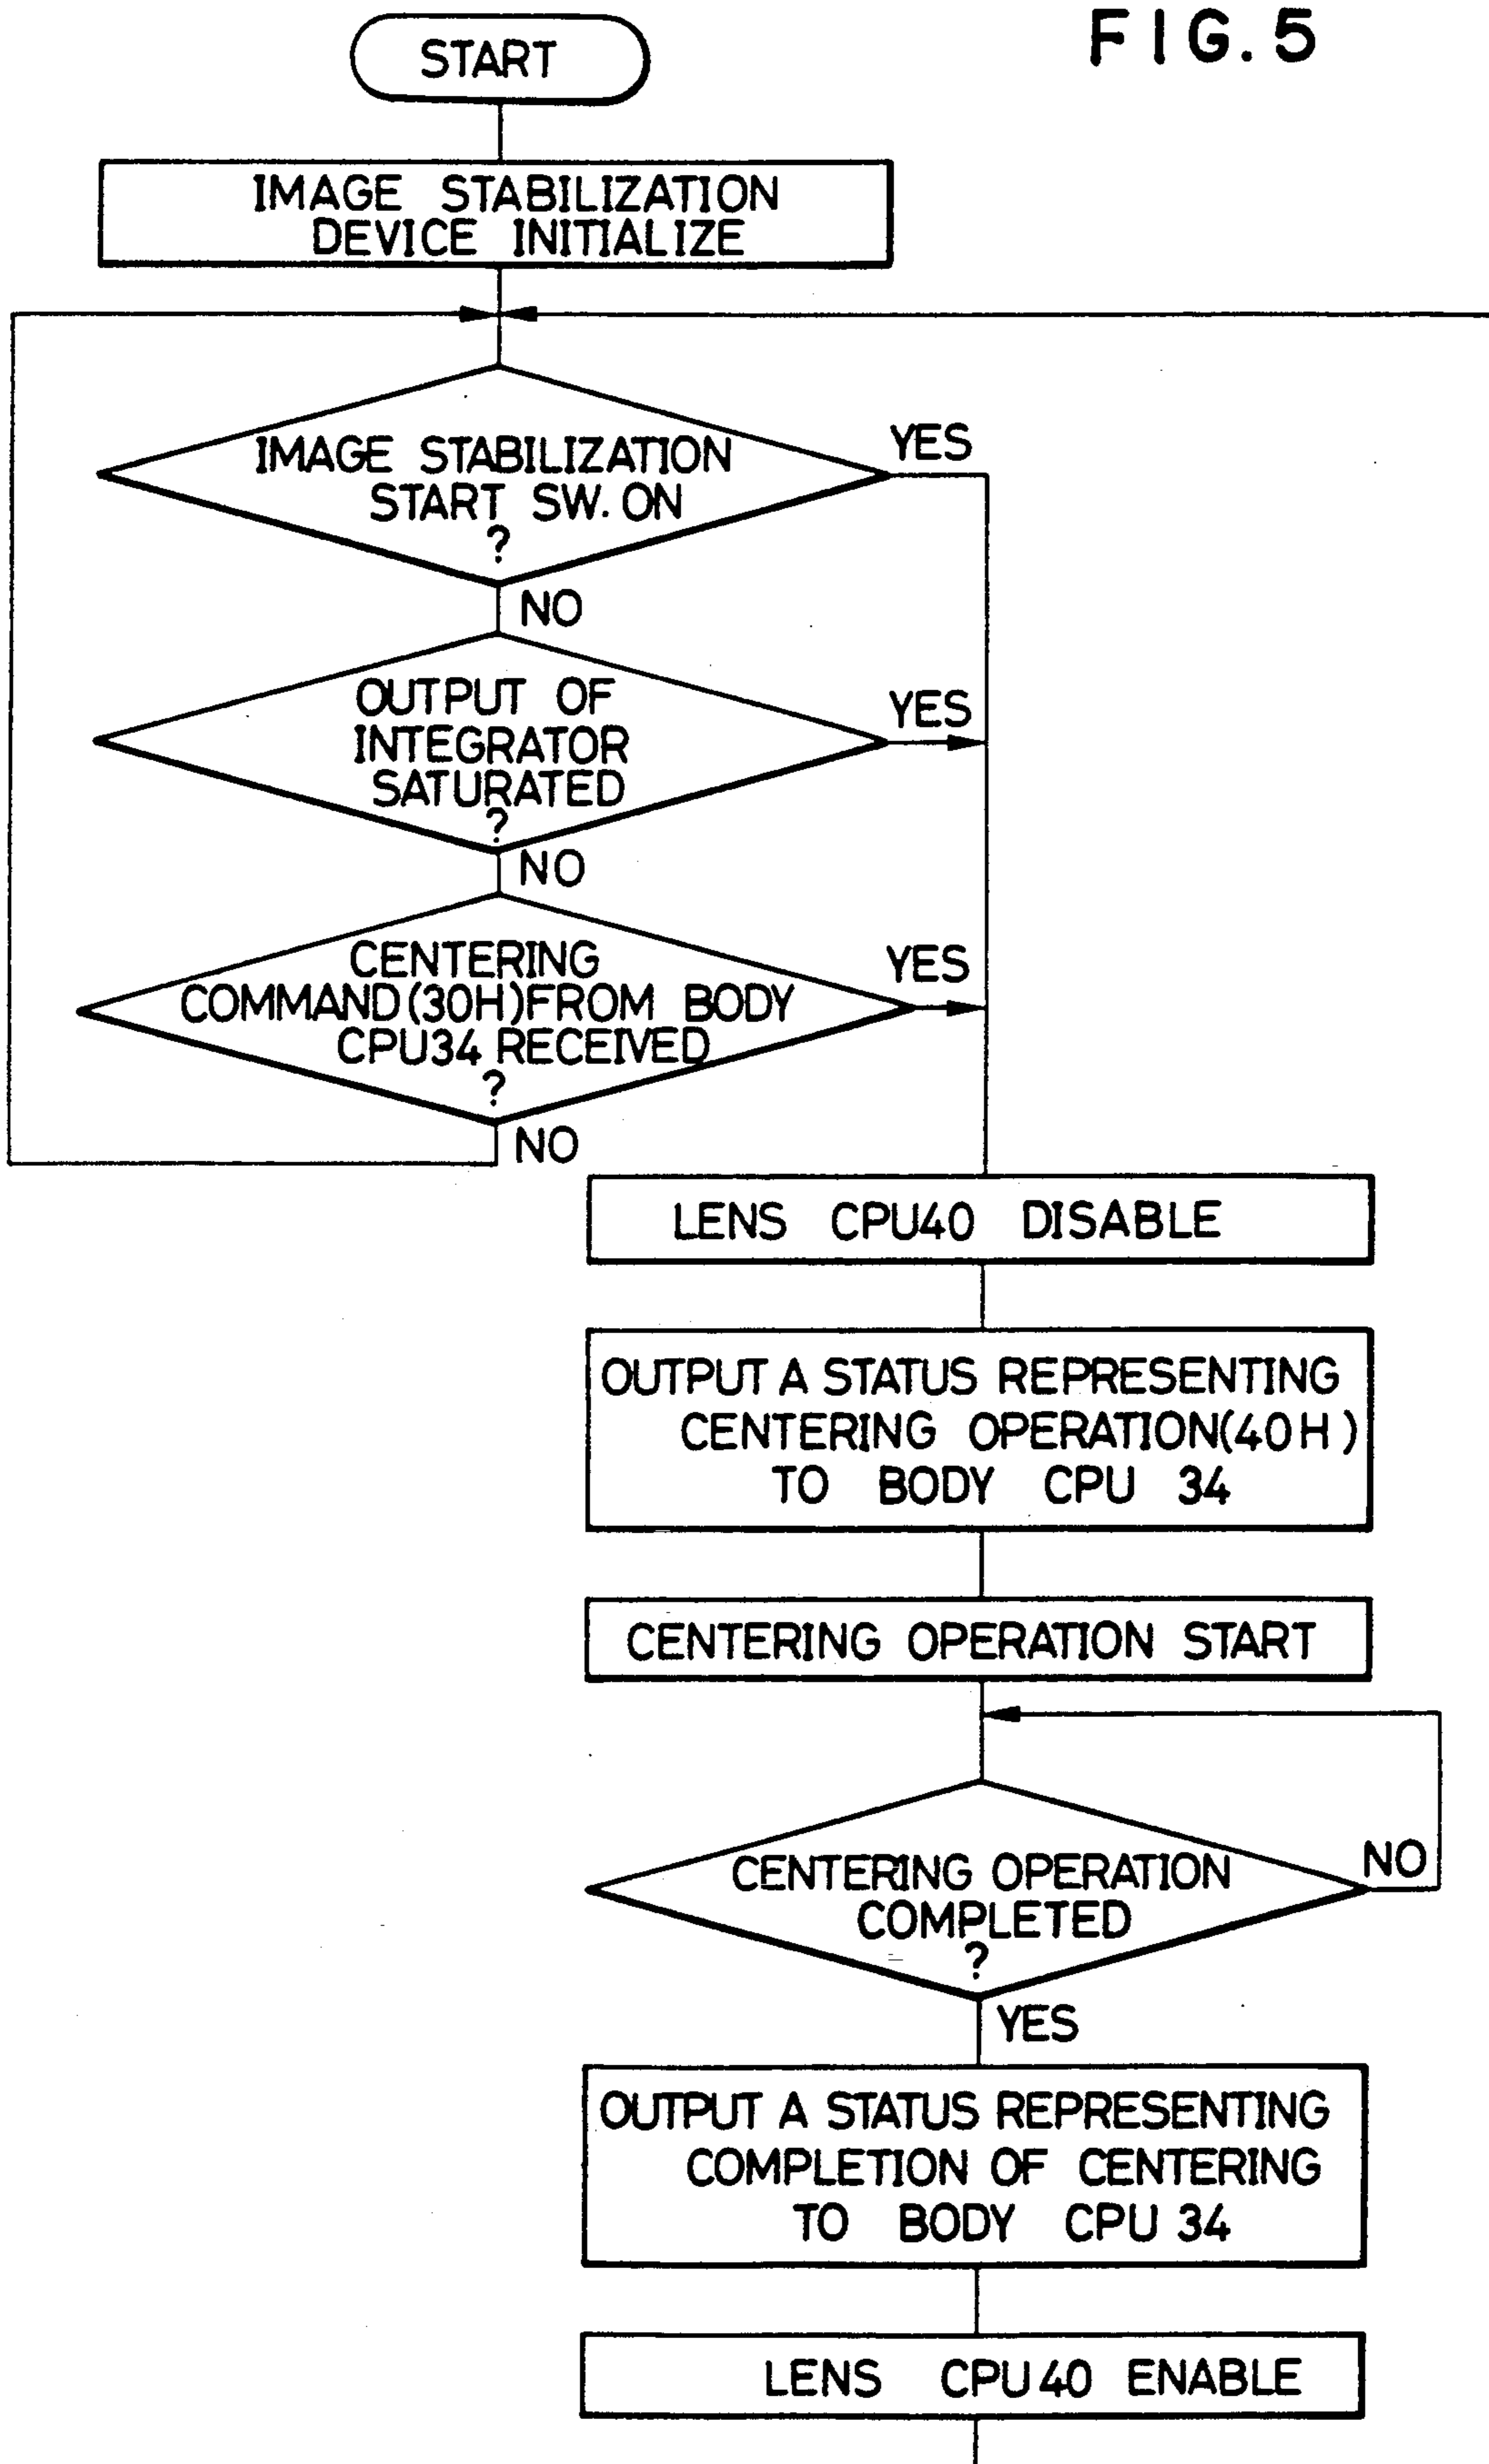 FIG.5
START
IMAGE STABILIZATION
DEVICE INITIALIZE
IMAGE STABILIZATION
START SW. ON
?
YES
NO
OUTPUT OF
INTEGRATOR
SATURATED
?
YES
NO
CENTERING
COMMAND(30H)FROM BODY
CPU34 RECEIVED
?
YES
NO
LENS CPU40 DISABLE
OUTPUT A STATUS REPRESENTING
CENTERING OPERATION(40H)
TO BODY CPU 34
CENTERING OPERATION START
CENTERING OPERATION
COMPLETED
?
NO
YES
OUTPUT A STATUS REPRESENTING
COMPLETION OF CENTERING
TO BODY CPU 34
LENS CPU40 ENABLE